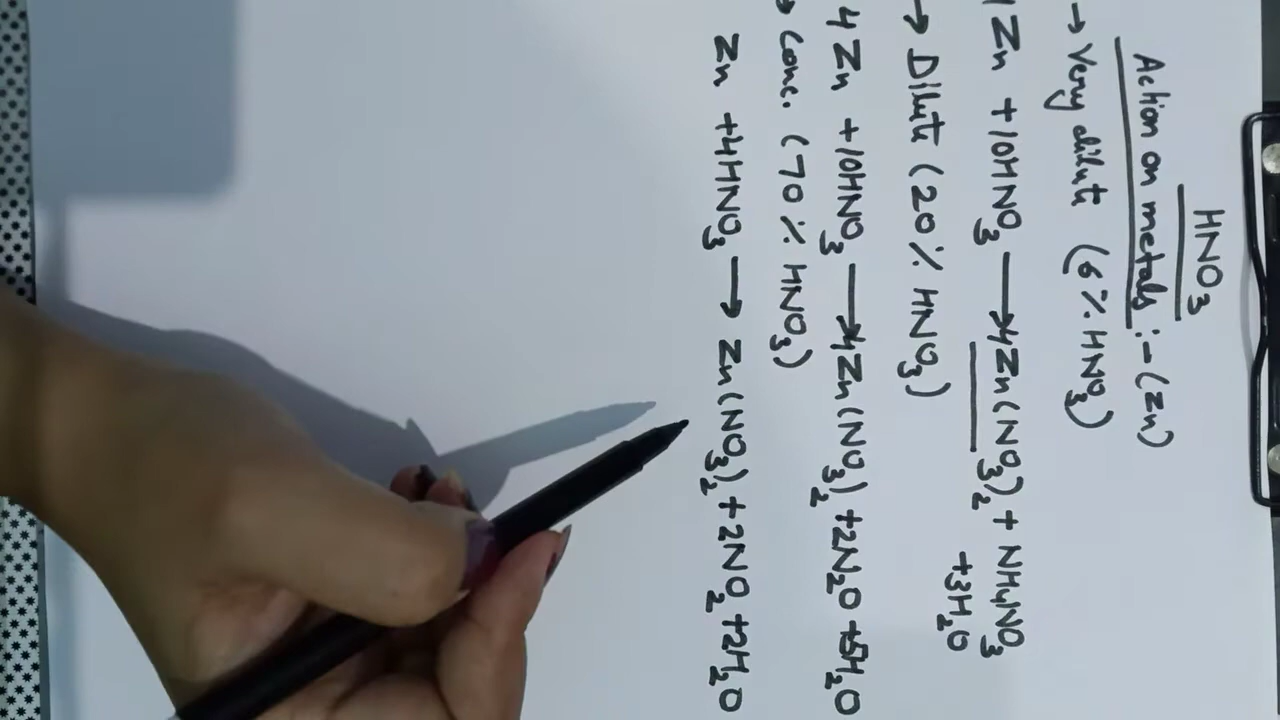 HNO3
Action on metals :- (Zn)
→ Very dilute (6% HNO3)
4Zn + 10HNO3 → 4Zn(NO3)2 + NH4NO3
+3H2O
→ Dilute (20% HNO3)
4Zn + 10HNO3 → 4Zn(NO3)2 + 2N2O + 5H2O
→ Conc. (70% HNO3)
Zn + 4HNO3 → Zn(NO3)2 + 2NO2 + 2H2O